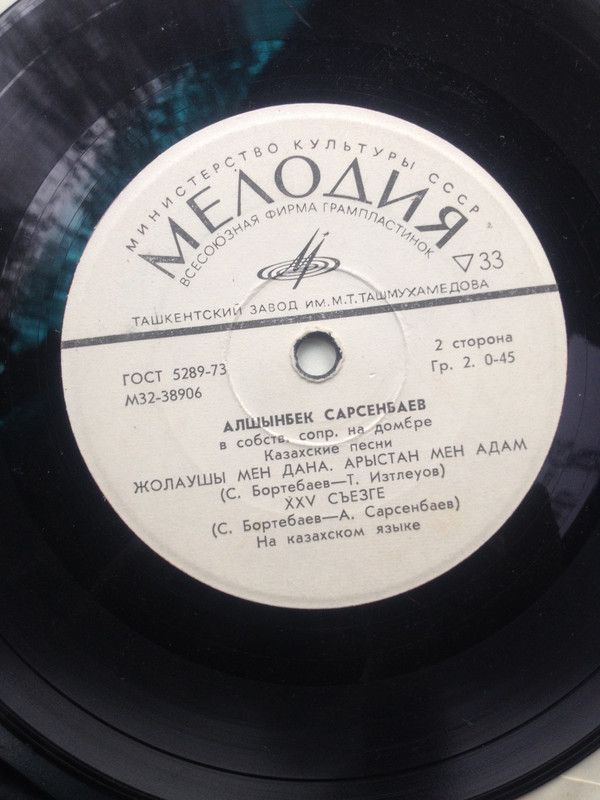 МИНИСТЕРСТВО КУЛЬТУРЫ СССР
МЕЛОДИЯ
ВСЕСОЮЗНАЯ ФИРМА ГРАМПЛАСТИНОК
▽33
ТАШКЕНТСКИЙ ЗАВОД ИМ. М.Т. ТАШМУХАМЕДОВА
ГОСТ 5289-73
М32-38906
2 сторона
Гр. 2. 0-45
АЛШЫНБЕК САРСЕНБАЕВ
в собств. сопр. на домбре
Казахские песни
ЖОЛАУШЫ МЕН ДАНА. АРЫСТАН МЕН АДАМ
(С. Бортебаев—Т. Изтлеуов)
XXV СЪЕЗГЕ
(С. Бортебаев—А. Сарсенбаев)
На казахском языке